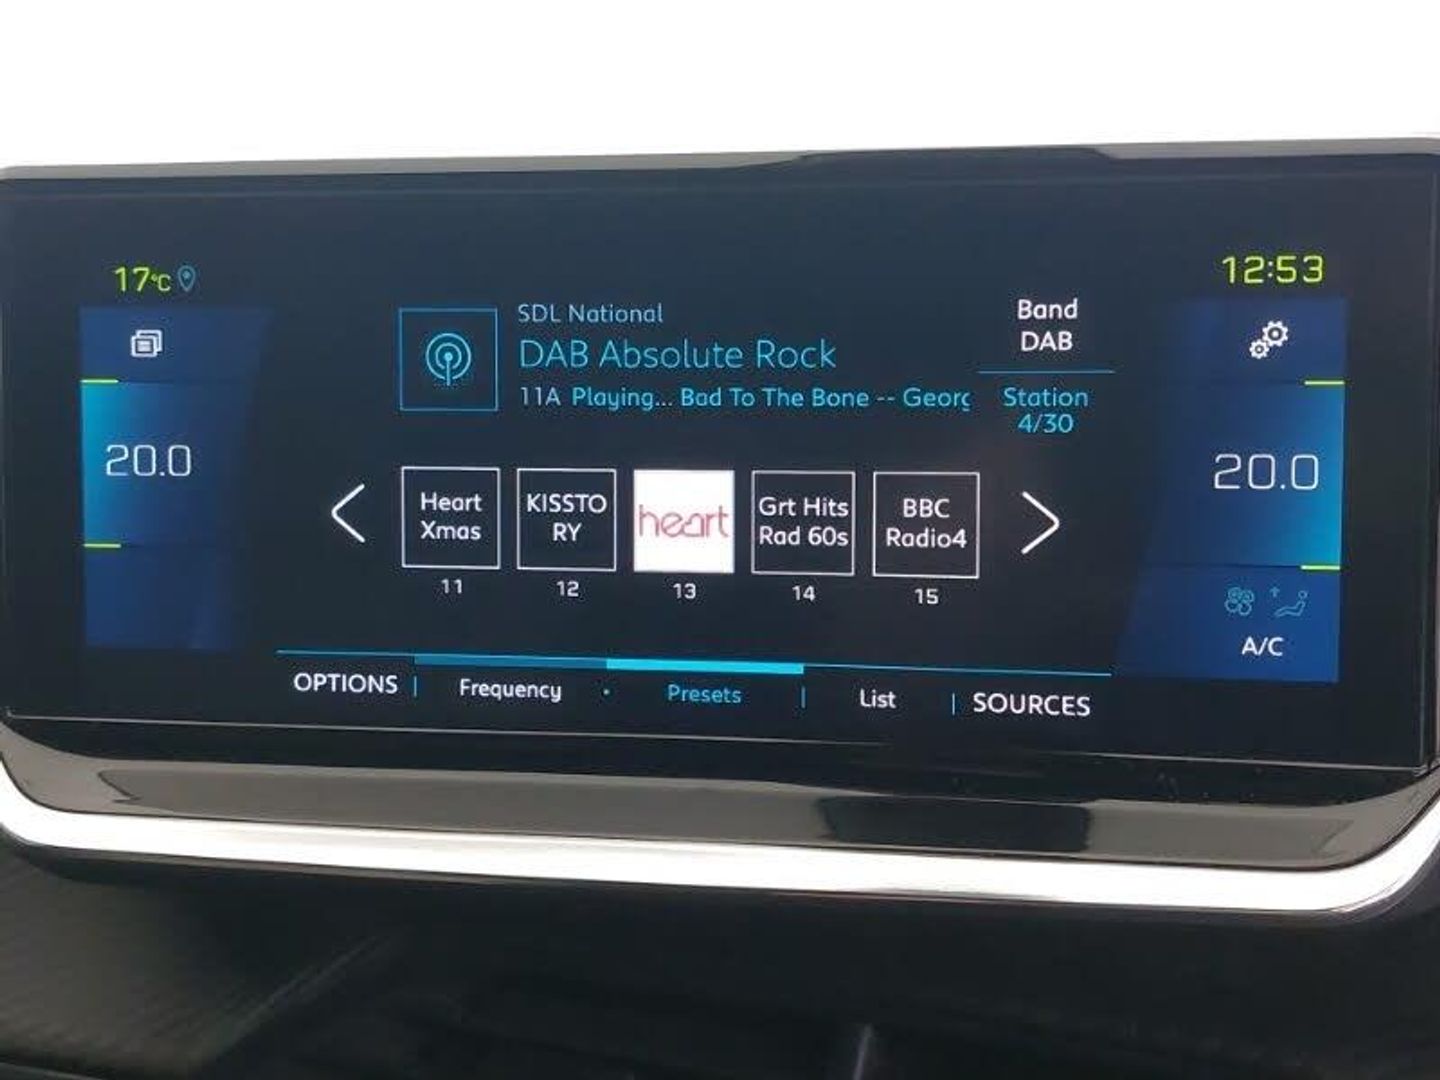 17°C
12:53
SDL National
DAB Absolute Rock
11A Playing... Bad To The Bone -- Georg
Band
DAB
Station
4/30
20.0
20.0
Heart
Xmas
KISSTO
RY
heart
Grt Hits
Rad 60s
BBC
Radio4
11
12
13
14
15
A/C
OPTIONS
Frequency
Presets
List
SOURCES